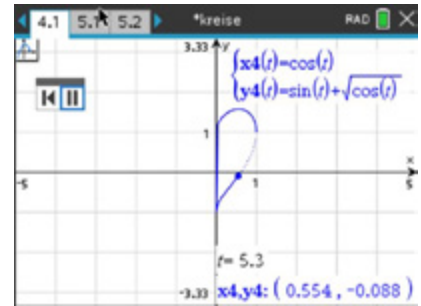 4.1 5.1 5.2 *kreise RAD
3.33 y
x4(t)=cos(t)
y4(t)=sin(t)+√cos(t)
1
x
-5 1 5
t= 5.3
-3.33 x4,y4: ( 0.554 , -0.088 )